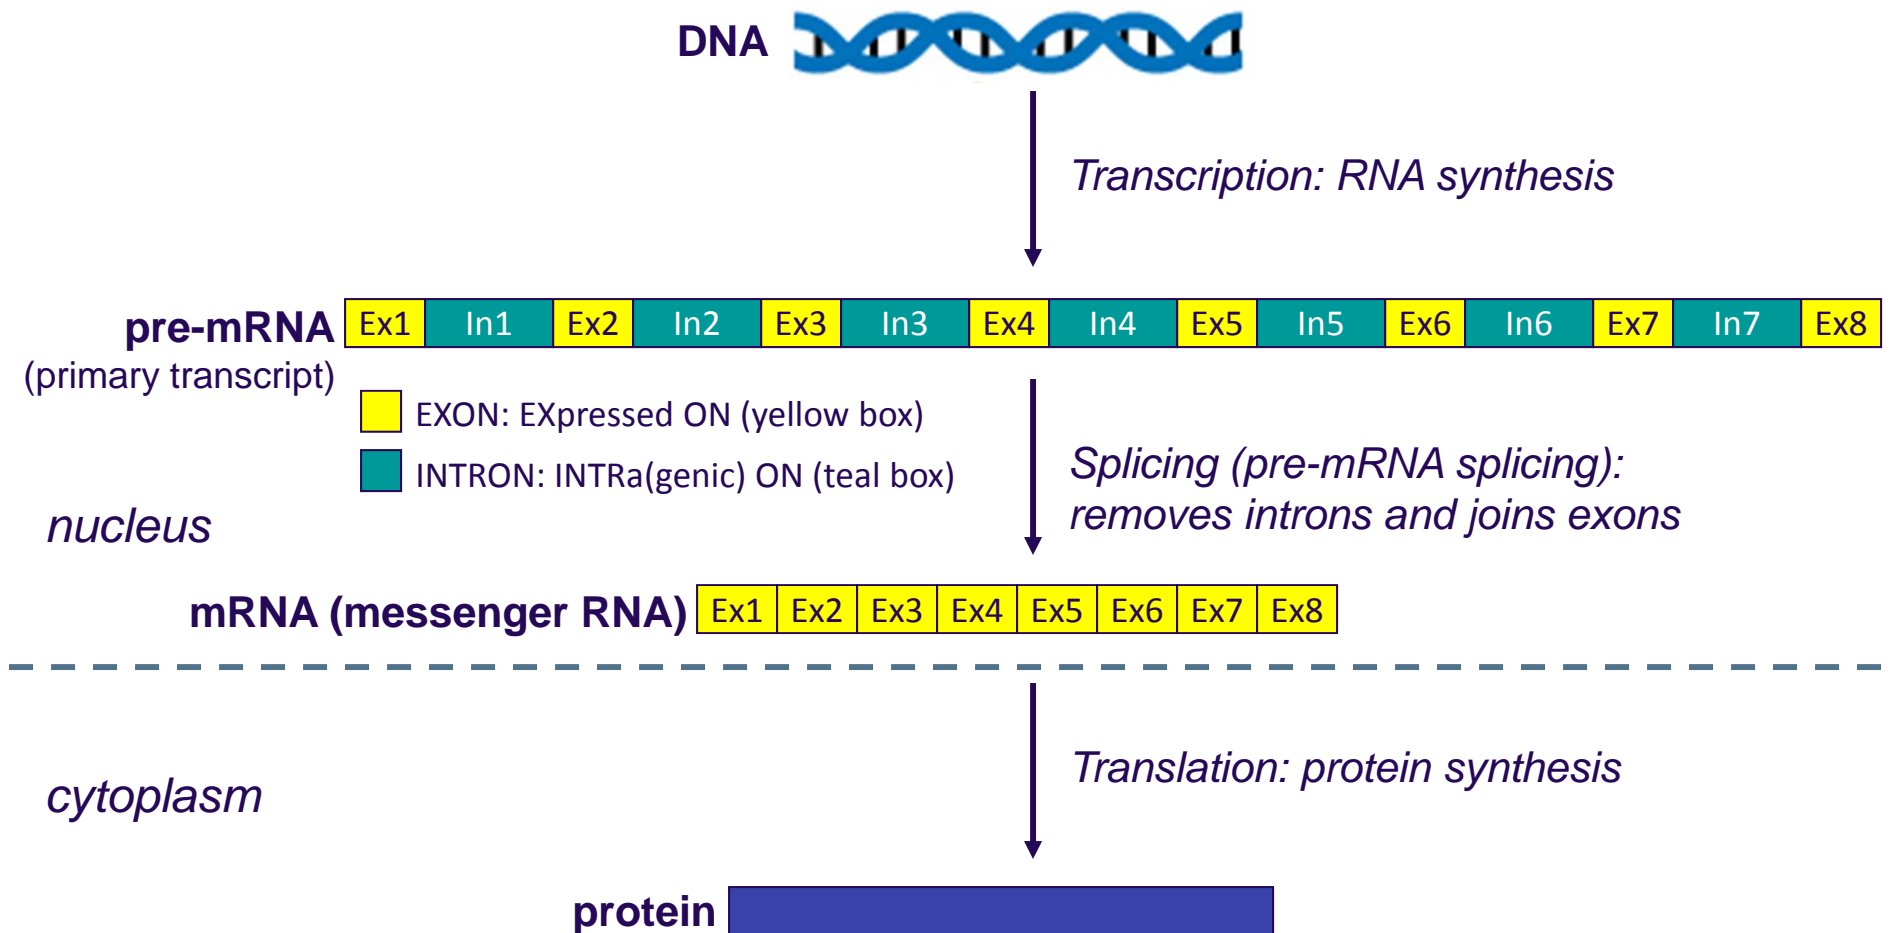 DNA
Transcription: RNA synthesis
pre-mRNA
(primary transcript)
Ex1 In1 Ex2 In2 Ex3 In3 Ex4 In4 Ex5 In5 Ex6 In6 Ex7 In7 Ex8
EXON: EXpressed ON (yellow box)
INTRON: INTRa(genic) ON (teal box)
Splicing (pre-mRNA splicing):
removes introns and joins exons
nucleus
mRNA (messenger RNA)
Ex1 Ex2 Ex3 Ex4 Ex5 Ex6 Ex7 Ex8
Translation: protein synthesis
cytoplasm
protein